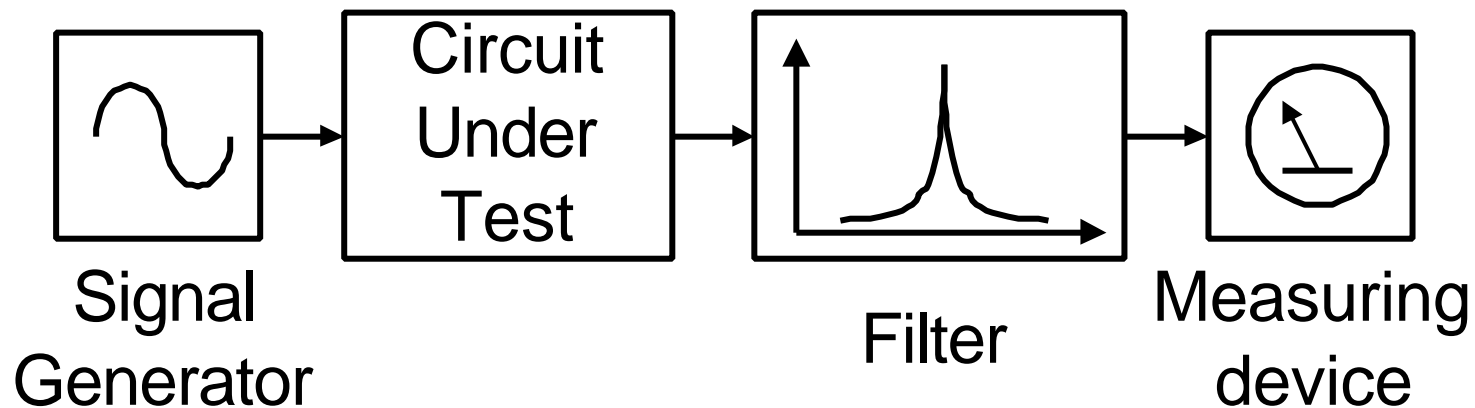 Circuit
Under
Test
Signal
Generator
Filter
Measuring
device